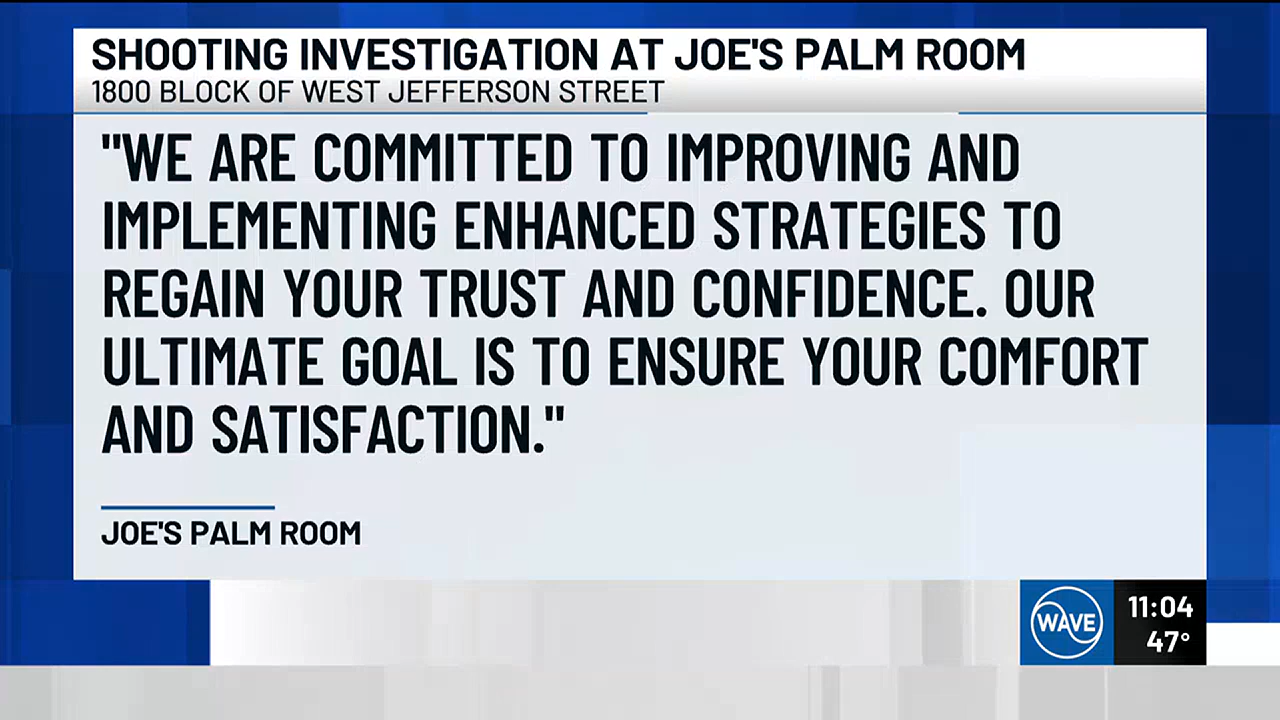 SHOOTING INVESTIGATION AT JOE'S PALM ROOM
1800 BLOCK OF WEST JEFFERSON STREET
"WE ARE COMMITTED TO IMPROVING AND
IMPLEMENTING ENHANCED STRATEGIES TO
REGAIN YOUR TRUST AND CONFIDENCE. OUR
ULTIMATE GOAL IS TO ENSURE YOUR COMFORT
AND SATISFACTION."
JOE'S PALM ROOM
WAVE
11:04
47°